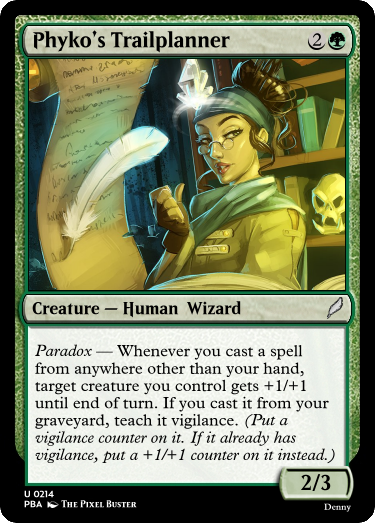 Phyko's Trailplanner 2
Creature — Human Wizard
Paradox — Whenever you cast a spell
from anywhere other than your hand,
target creature you control gets +1/+1
until end of turn. If you cast it from your
graveyard, teach it vigilance. (Put a
vigilance counter on it. If it already has
vigilance, put a +1/+1 counter on it instead.)
2/3
U 0214
PBA The Pixel Buster
Denny